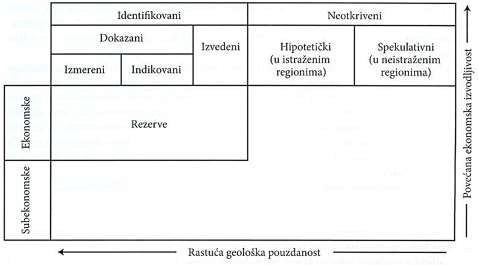 Identifikovani
Neotkriveni
Dokazani
Izvedeni
Hipotetički
(u istraženim
regionima)
Spekulativni
(u neistraženim
regionima)
Izmereni
Indikovani
Ekonomske
Rezerve
Subekonomske
Povećana ekonomska izvodljivost
Rastuća geološka pouzdanost